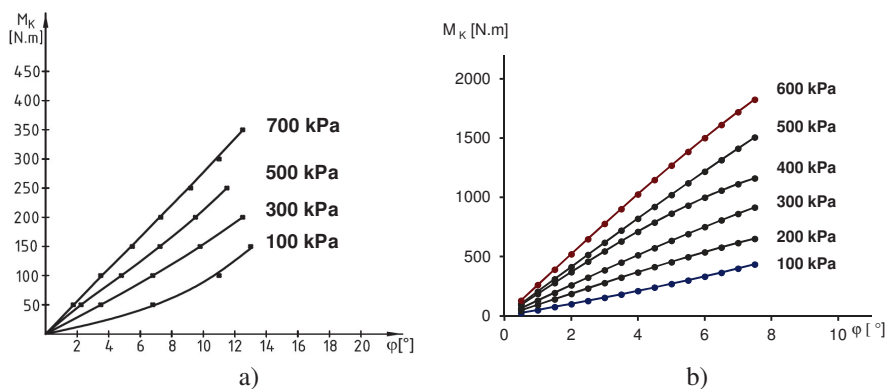 M_K
[N.m]
450
400
350
300
250
200
150
100
50
700 kPa
500 kPa
300 kPa
100 kPa
2 4 6 8 10 12 14 16 18 20
φ[°]
a)
M_K [N.m]
2000
1500
1000
500
0
600 kPa
500 kPa
400 kPa
300 kPa
200 kPa
100 kPa
0 2 4 6 8 10
φ [ °]
b)